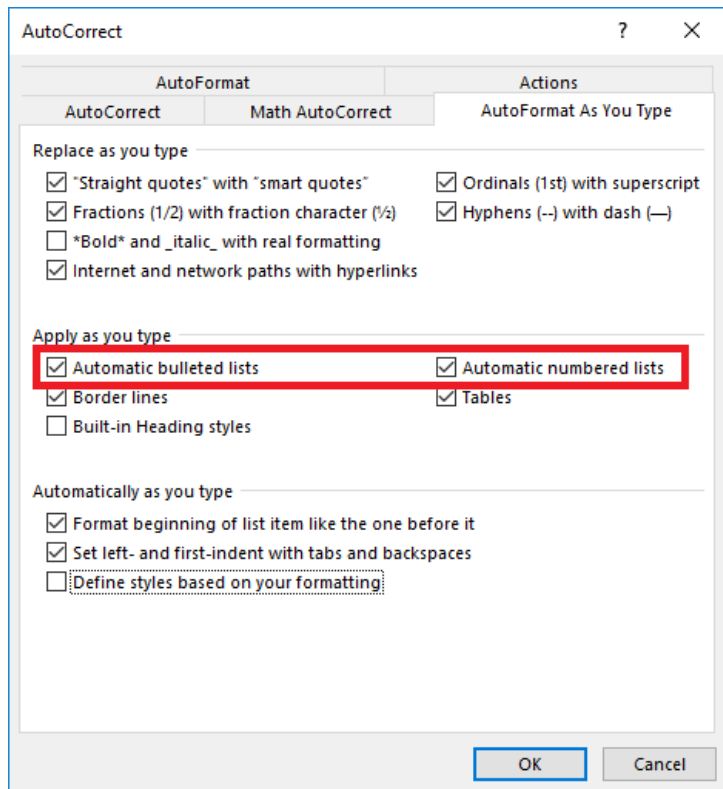 AutoCorrect ? ×
AutoFormat Actions
AutoCorrect Math AutoCorrect AutoFormat As You Type
Replace as you type
"Straight quotes" with “smart quotes” Ordinals (1st) with superscript
Fractions (1/2) with fraction character (½) Hyphens (--) with dash (—)
*Bold* and _italic_ with real formatting
Internet and network paths with hyperlinks
Apply as you type
Automatic bulleted lists Automatic numbered lists
Border lines Tables
Built-in Heading styles
Automatically as you type
Format beginning of list item like the one before it
Set left- and first-indent with tabs and backspaces
Define styles based on your formatting
OK Cancel